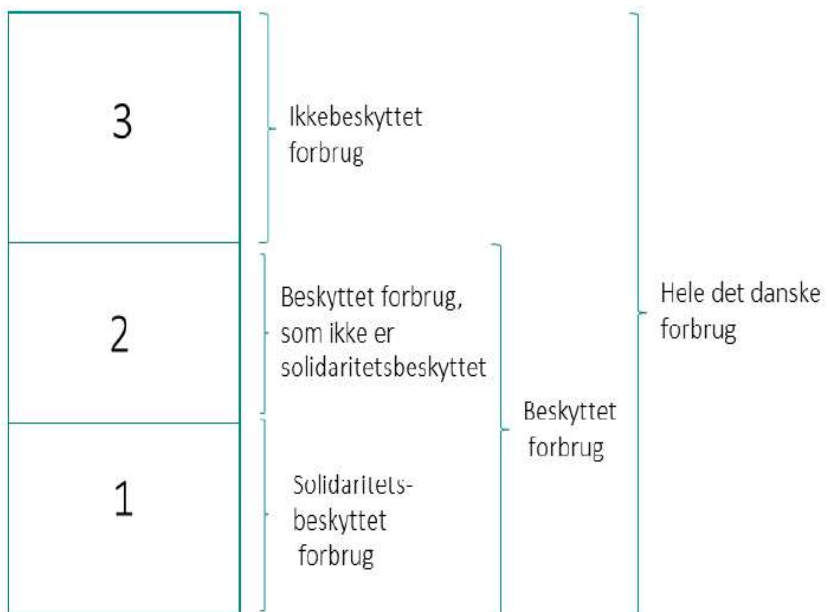 3
Ikkebeskyttet
forbrug
2
Beskyttet forbrug,
som ikke er
solidaritetsbeskyttet
1
Solidaritets-
beskyttet
forbrug
Beskyttet
forbrug
Hele det danske
forbrug